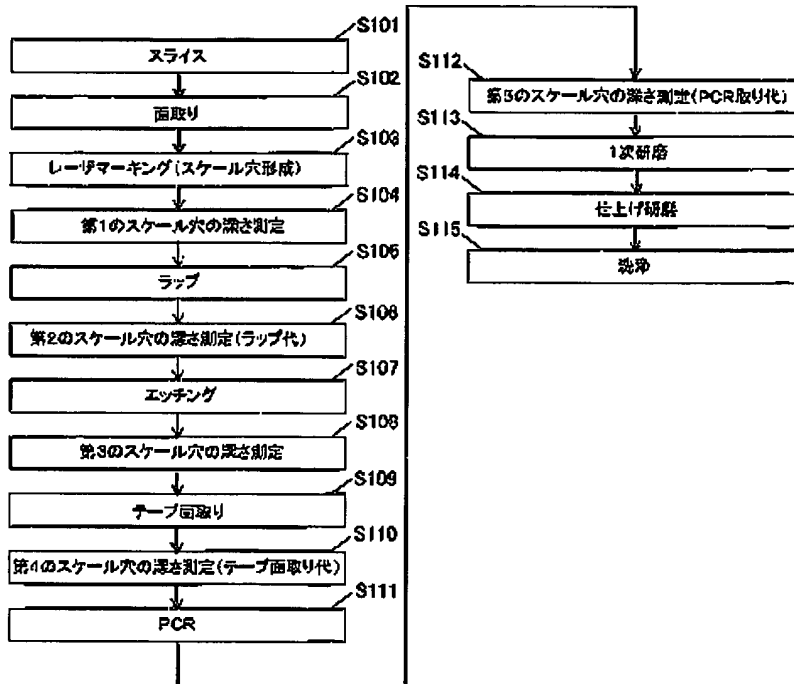 S101
スライス
S102
面取り
S103
レーザマーキング(スケール穴形成)
S104
第1のスケール穴の深さ測定
S105
ラップ
S106
第2のスケール穴の深さ測定(ラップ代)
S107
エッチング
S108
第3のスケール穴の深さ測定
S109
テープ面取り
S110
第4のスケール穴の深さ測定(テープ面取り代)
S111
PCR
S112
第5のスケール穴の深さ測定(PCR取り代)
S113
1次研磨
S114
仕上げ研磨
S115
洗浄